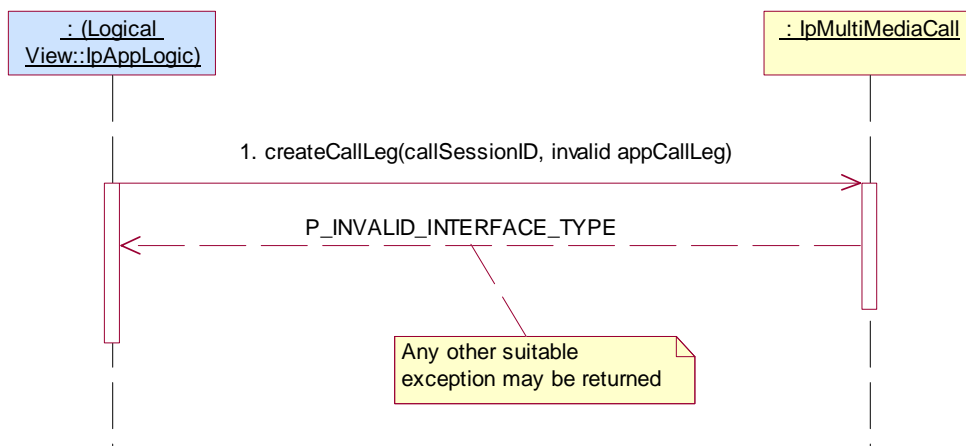 : (Logical
View::IpAppLogic)
: IpMultiMediaCall
1. createCallLeg(callSessionID, invalid appCallLeg)
P_INVALID_INTERFACE_TYPE
Any other suitable
exception may be returned